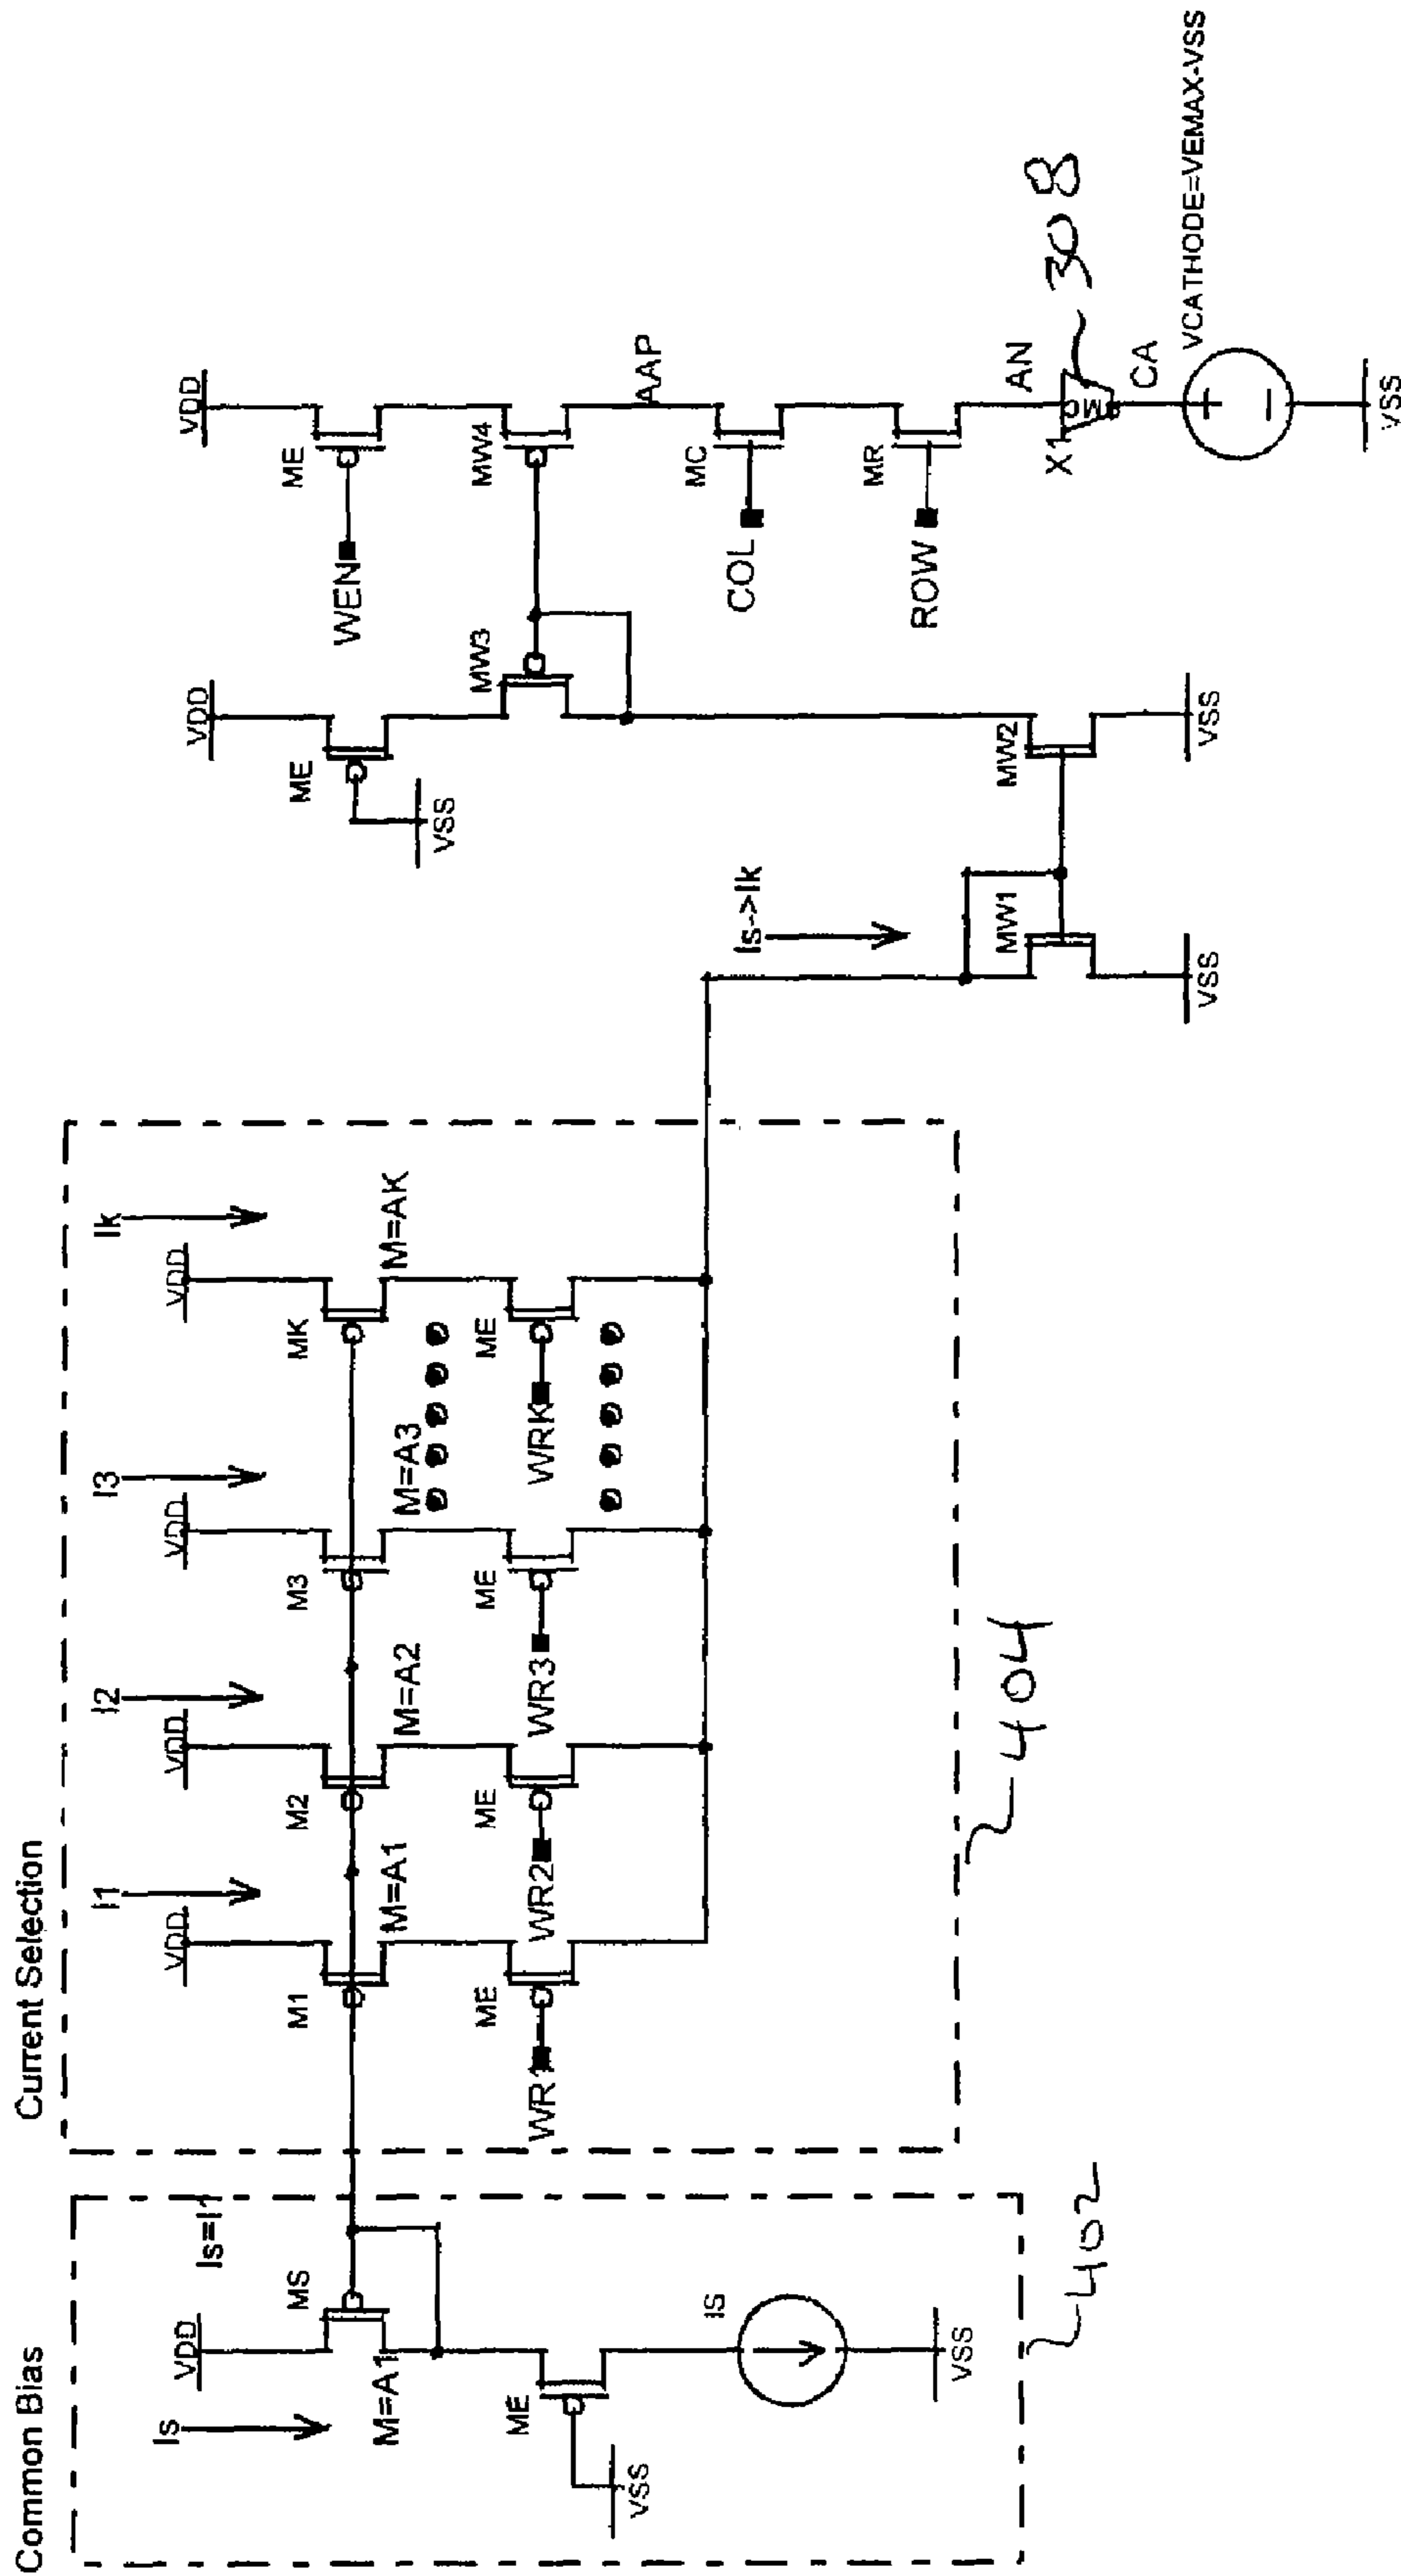 Common Bias
Is
VDD
Is=I1
MS
M=A1
ME
VSS
IS
VSS
402
Current Selection
I1
I2
I3
Ik
VDD
VDD
VDD
VDD
M1
M2
M3
MK
M=A1
M=A2
M=A3
M=AK
ME
ME
ME
ME
WR1
WR2
WR3
WRK
404
Is->Ik
MW1
VSS
MW2
VSS
VDD
ME
VSS
MW3
VDD
ME
WEN
MW4
AAP
MC
COL
MR
ROW
AN
X1
MC
308
CA
VCATHODE=VEMAX-VSS
VSS